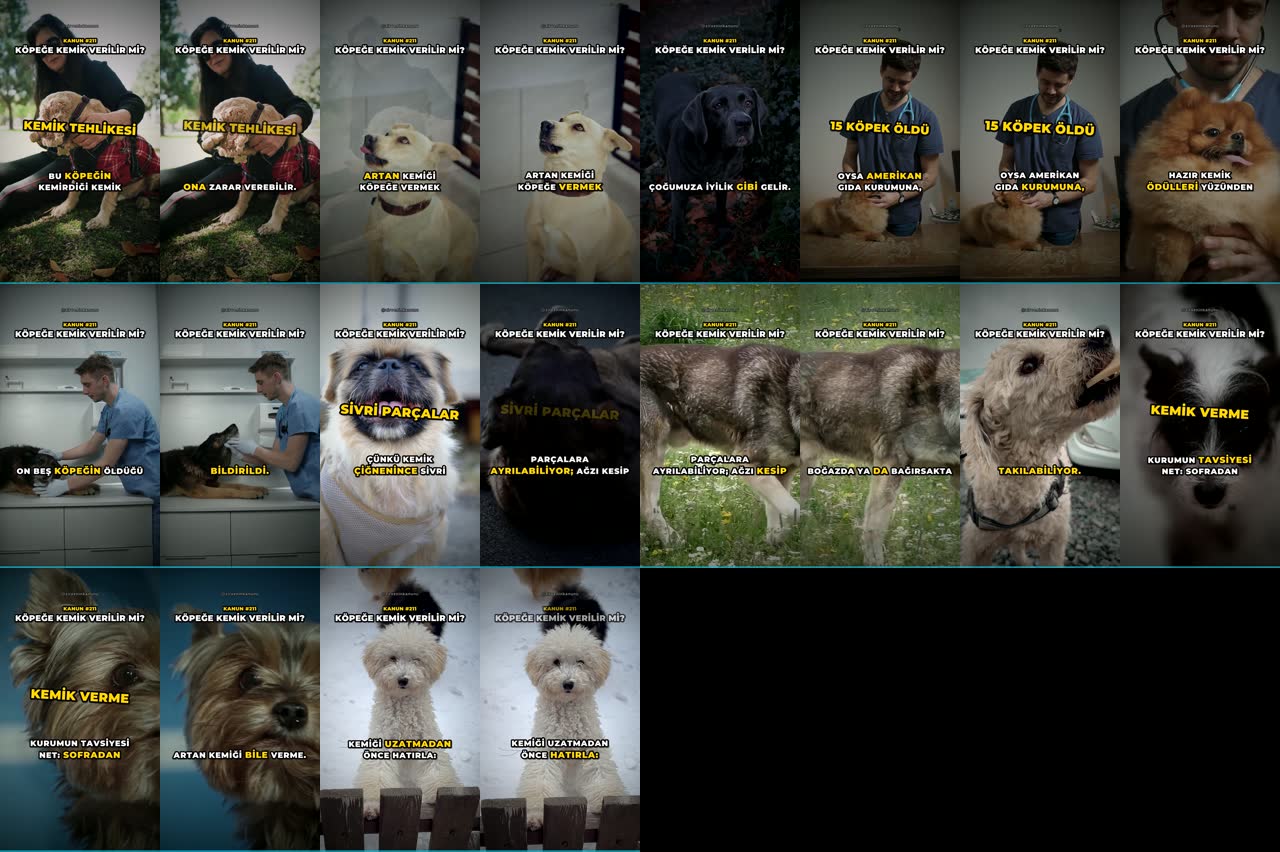 KANUN #211
KÖPEĞE KEMİK VERİLİR Mİ?
KEMİK TEHLİKESİ
BU KÖPEĞİN
KEMİRDİĞİ KEMİK
KANUN #211
KÖPEĞE KEMİK VERİLİR Mİ?
KEMİK TEHLİKESİ
ONA ZARAR VEREBİLİR.
KANUN #211
KÖPEĞE KEMİK VERİLİR Mİ?
ARTAN KEMİĞİ
KÖPEĞE VERMEK
KANUN #211
KÖPEĞE KEMİK VERİLİR Mİ?
ARTAN KEMİĞİ
KÖPEĞE VERMEK
KANUN #211
KÖPEĞE KEMİK VERİLİR Mİ?
ÇOĞUMUZA İYİLİK GİBİ GELİR.
KANUN #211
KÖPEĞE KEMİK VERİLİR Mİ?
15 KÖPEK ÖLDÜ
OYSA AMERİKAN
GIDA KURUMUNA,
KANUN #211
KÖPEĞE KEMİK VERİLİR Mİ?
15 KÖPEK ÖLDÜ
OYSA AMERİKAN
GIDA KURUMUNA,
KANUN #211
KÖPEĞE KEMİK VERİLİR Mİ?
HAZIR KEMİK
ÖDÜLLERİ YÜZÜNDEN
KANUN #211
KÖPEĞE KEMİK VERİLİR Mİ?
ON BEŞ KÖPEĞİN ÖLDÜĞÜ
KANUN #211
KÖPEĞE KEMİK VERİLİR Mİ?
BİLDİRİLDİ.
KANUN #211
KÖPEĞE KEMİK VERİLİR Mİ?
SİVRİ PARÇALAR
ÇÜNKÜ KEMİK
ÇİĞNENİNCE SİVRİ
KANUN #211
KÖPEĞE KEMİK VERİLİR Mİ?
SİVRİ PARÇALAR
PARÇALARA
AYRILABİLİYOR; AĞZI KESİP
KANUN #211
KÖPEĞE KEMİK VERİLİR Mİ?
PARÇALARA
AYRILABİLİYOR; AĞZI KESİP
KANUN #211
KÖPEĞE KEMİK VERİLİR Mİ?
BOĞAZDA YA DA BAĞIRSAKTA
KANUN #211
KÖPEĞE KEMİK VERİLİR Mİ?
TAKILABİLİYOR.
KANUN #211
KÖPEĞE KEMİK VERİLİR Mİ?
KEMİK VERME
KURUMUN TAVSİYESİ
NET: SOFRADAN
KANUN #211
KÖPEĞE KEMİK VERİLİR Mİ?
KEMİK VERME
KURUMUN TAVSİYESİ
NET: SOFRADAN
KANUN #211
KÖPEĞE KEMİK VERİLİR Mİ?
ARTAN KEMİĞİ BİLE VERME.
KANUN #211
KÖPEĞE KEMİK VERİLİR Mİ?
KEMİĞİ UZATMADAN
ÖNCE HATIRLA:
KANUN #211
KÖPEĞE KEMİK VERİLİR Mİ?
KEMİĞİ UZATMADAN
ÖNCE HATIRLA: